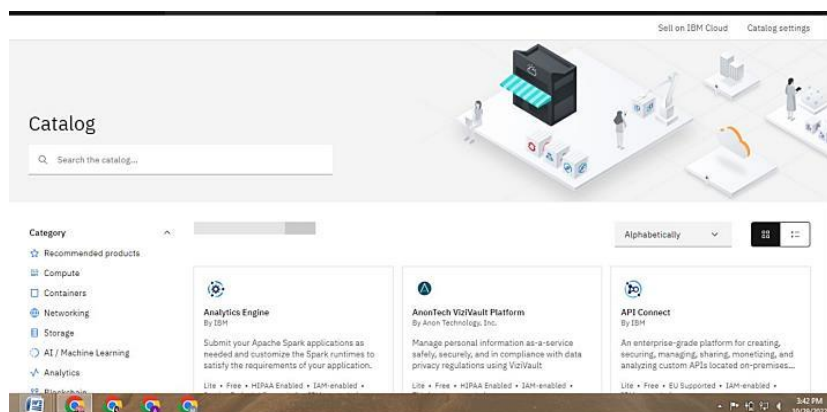 Sell on IBM Cloud Catalog settings
Catalog
Search the catalog...
Category
Recommended products
Compute
Containers
Networking
Storage
AI / Machine Learning
Analytics
Blockchain
Alphabetically
Analytics Engine
By IBM
Submit your Apache Spark applications as
needed and customize the Spark runtimes to
satisfy the requirements of your application.
Lite • Free • HIPAA Enabled • IAM-enabled •
AnonTech ViziVault Platform
By Anon Technology, Inc.
Manage personal information as-a-service
safely, securely, and in compliance with data
privacy regulations using ViziVault
Lite • Free • HIPAA Enabled • IAM-enabled •
API Connect
By IBM
An enterprise-grade platform for creating,
securing, managing, sharing, monetizing, and
analyzing custom APIs located on-premises...
Lite • Free • EU Supported • IAM-enabled •
3:42 PM